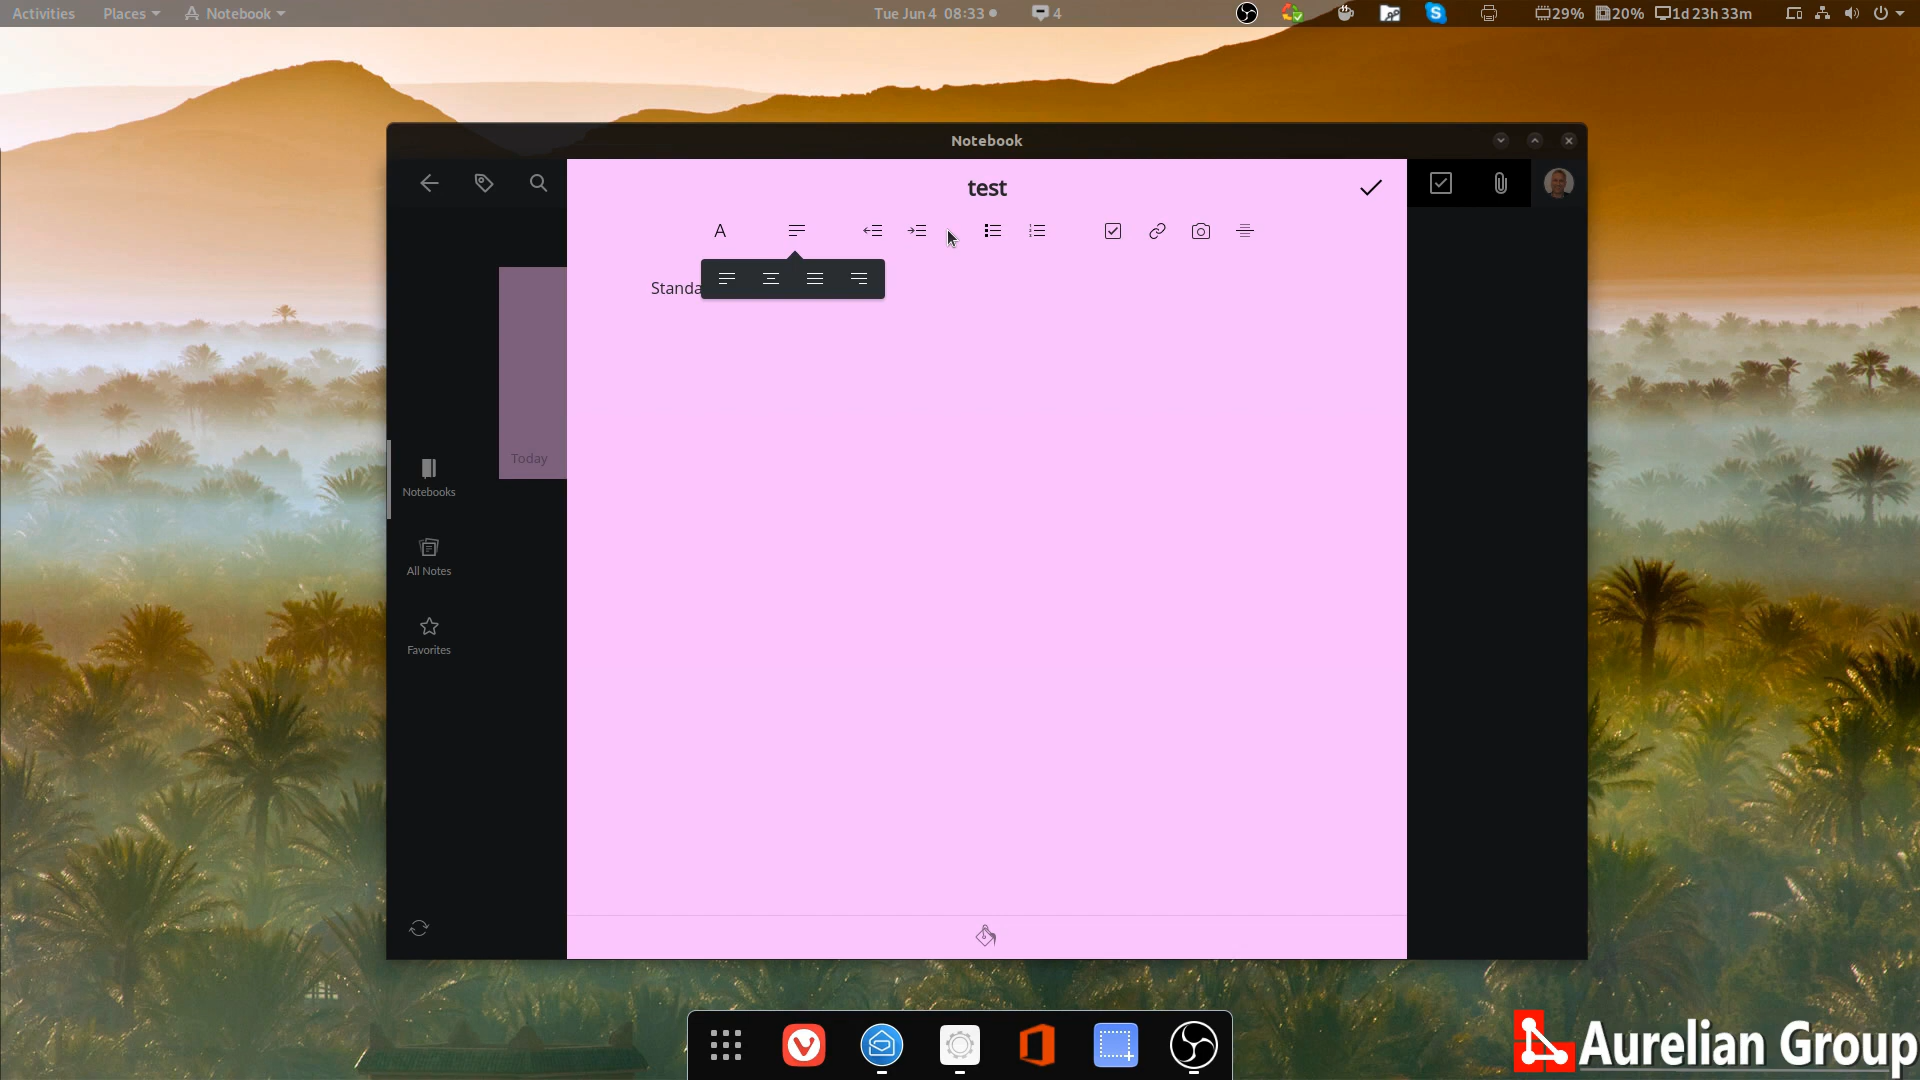 Activities Places Notebook Tue Jun 4 08:33 4 29% 20% 1d 23h 33m
Notebook
test
A
Standa
Today
Notebooks
All Notes
Favorites
Aurelian Group